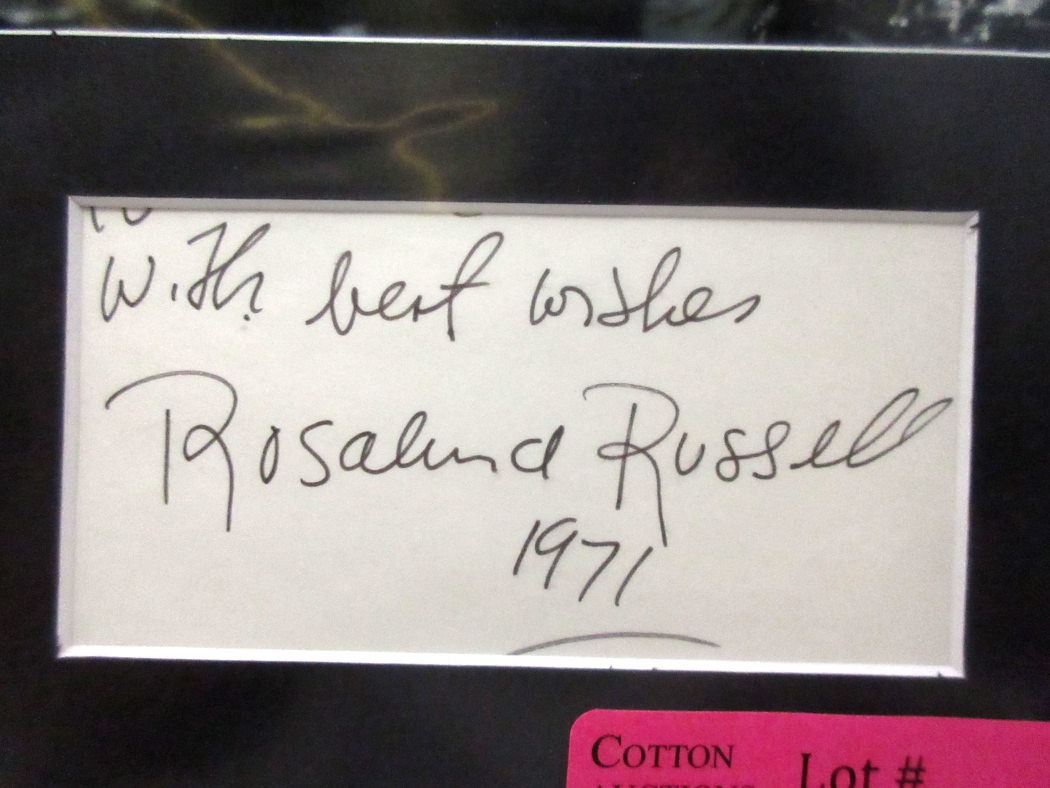 With best wishes
Rosalind Russell
1971
COTTON
Lot #